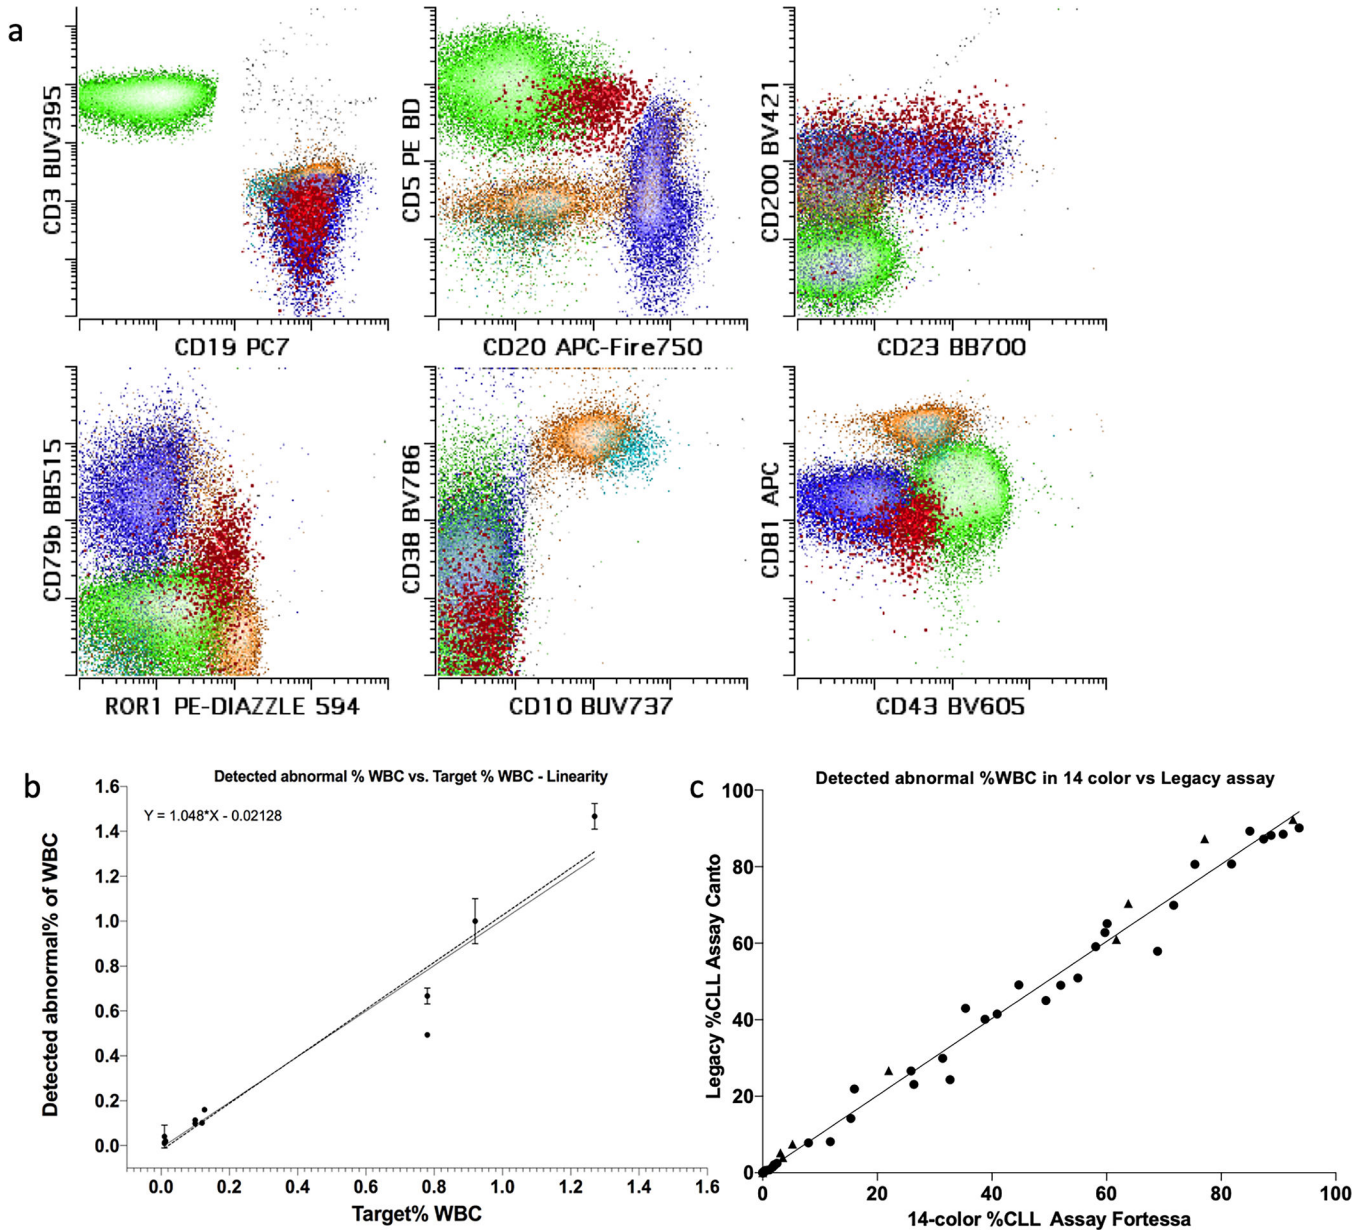 a
CD3 BUV395
CD19 PC7
CD5 PE BD
CD20 APC-Fire750
CD200 BV421
CD23 BB700
CD79b BB515
ROR1 PE-DIAZZLE 594
CD38 BV786
CD10 BUV737
CD81 APC
CD43 BV605
b
Detected abnormal % WBC vs. Target % WBC - Linearity
Y = 1.048*X - 0.02128
Detected abnormal% of WBC
1.6
1.4
1.2
1.0
0.8
0.6
0.4
0.2
0.0
0.0 0.2 0.4 0.6 0.8 1.0 1.2 1.4 1.6
Target% WBC
c
Detected abnormal %WBC in 14 color vs Legacy assay
Legacy %CLL Assay Canto
100
80
60
40
20
0
0 20 40 60 80 100
14-color %CLL Assay Fortessa